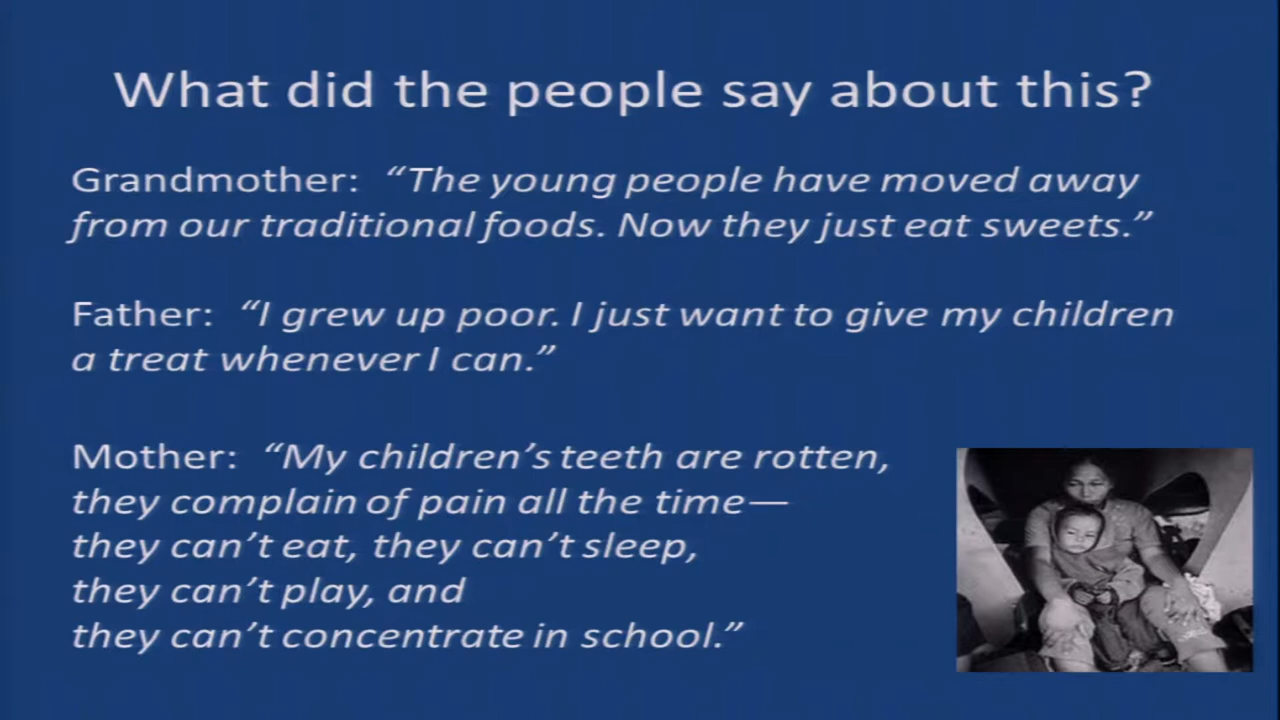 What did the people say about this?
Grandmother: “The young people have moved away
from our traditional foods. Now they just eat sweets.”
Father: “I grew up poor. I just want to give my children
a treat whenever I can.”
Mother: “My children’s teeth are rotten,
they complain of pain all the time—
they can’t eat, they can’t sleep,
they can’t play, and
they can’t concentrate in school.”